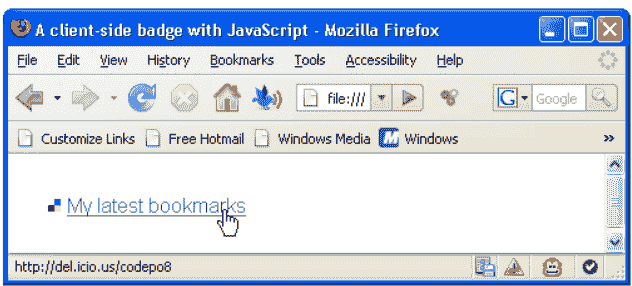 A client-side badge with JavaScript - Mozilla Firefox
File Edit View History Bookmarks Tools Accessibility Help
file:/// G Google
Customize Links Free Hotmail Windows Media M Windows »
My latest bookmarks
http://del.icio.us/codepo8